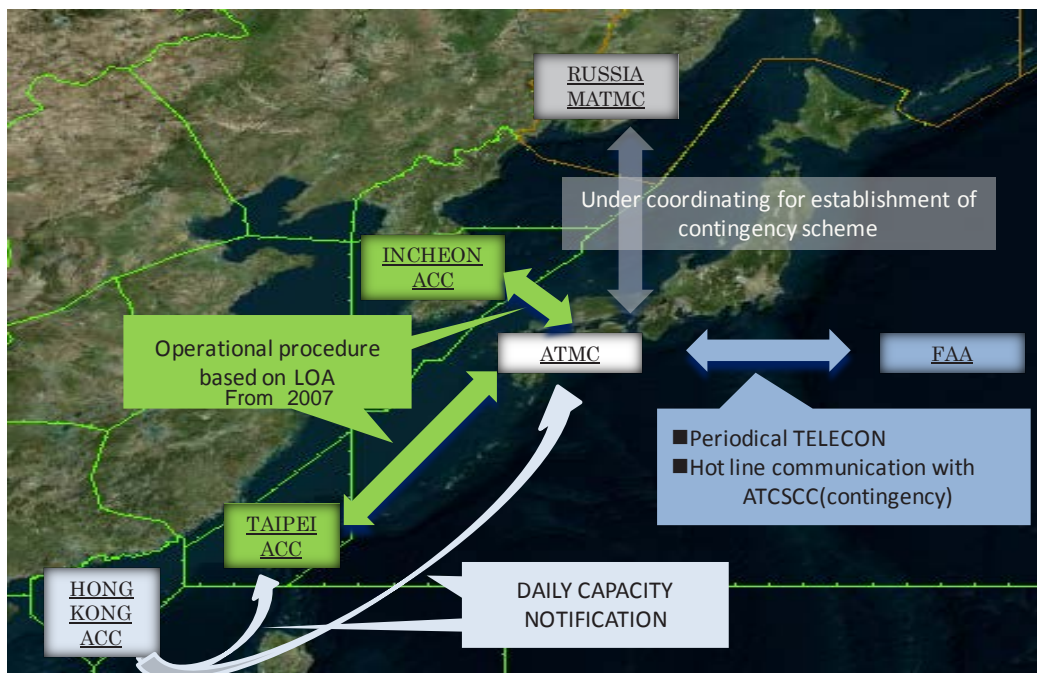 RUSSIA
MATMC
Under coordinating for establishment of
contingency scheme
INCHEON
ACC
Operational procedure
based on LOA
From 2007
ATMC
FAA
■Periodical TELECON
■Hot line communication with
ATCSCC(contingency)
TAIPEI
ACC
HONG
KONG
ACC
DAILY CAPACITY
NOTIFICATION